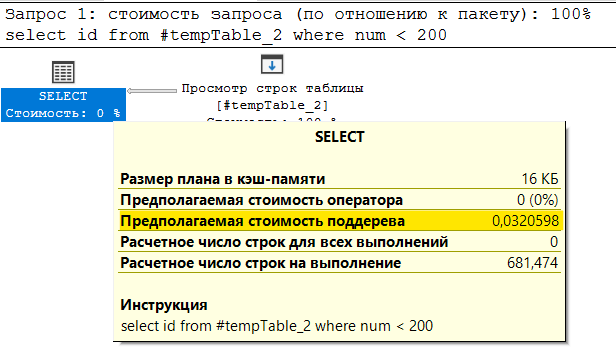 Запрос 1: стоимость запроса (по отношению к пакету): 100%
select id from #tempTable_2 where num < 200
Просмотр строк таблицы
SELECT
[#tempTable_2]
Стоимость: 0 %
SELECT
Размер плана в кэш-памяти 16 КБ
Предполагаемая стоимость оператора 0 (0%)
Предполагаемая стоимость поддерева 0,0320598
Расчетное число строк для всех выполнений 0
Расчетное число строк на выполнение 681,474
Инструкция
select id from #tempTable_2 where num < 200